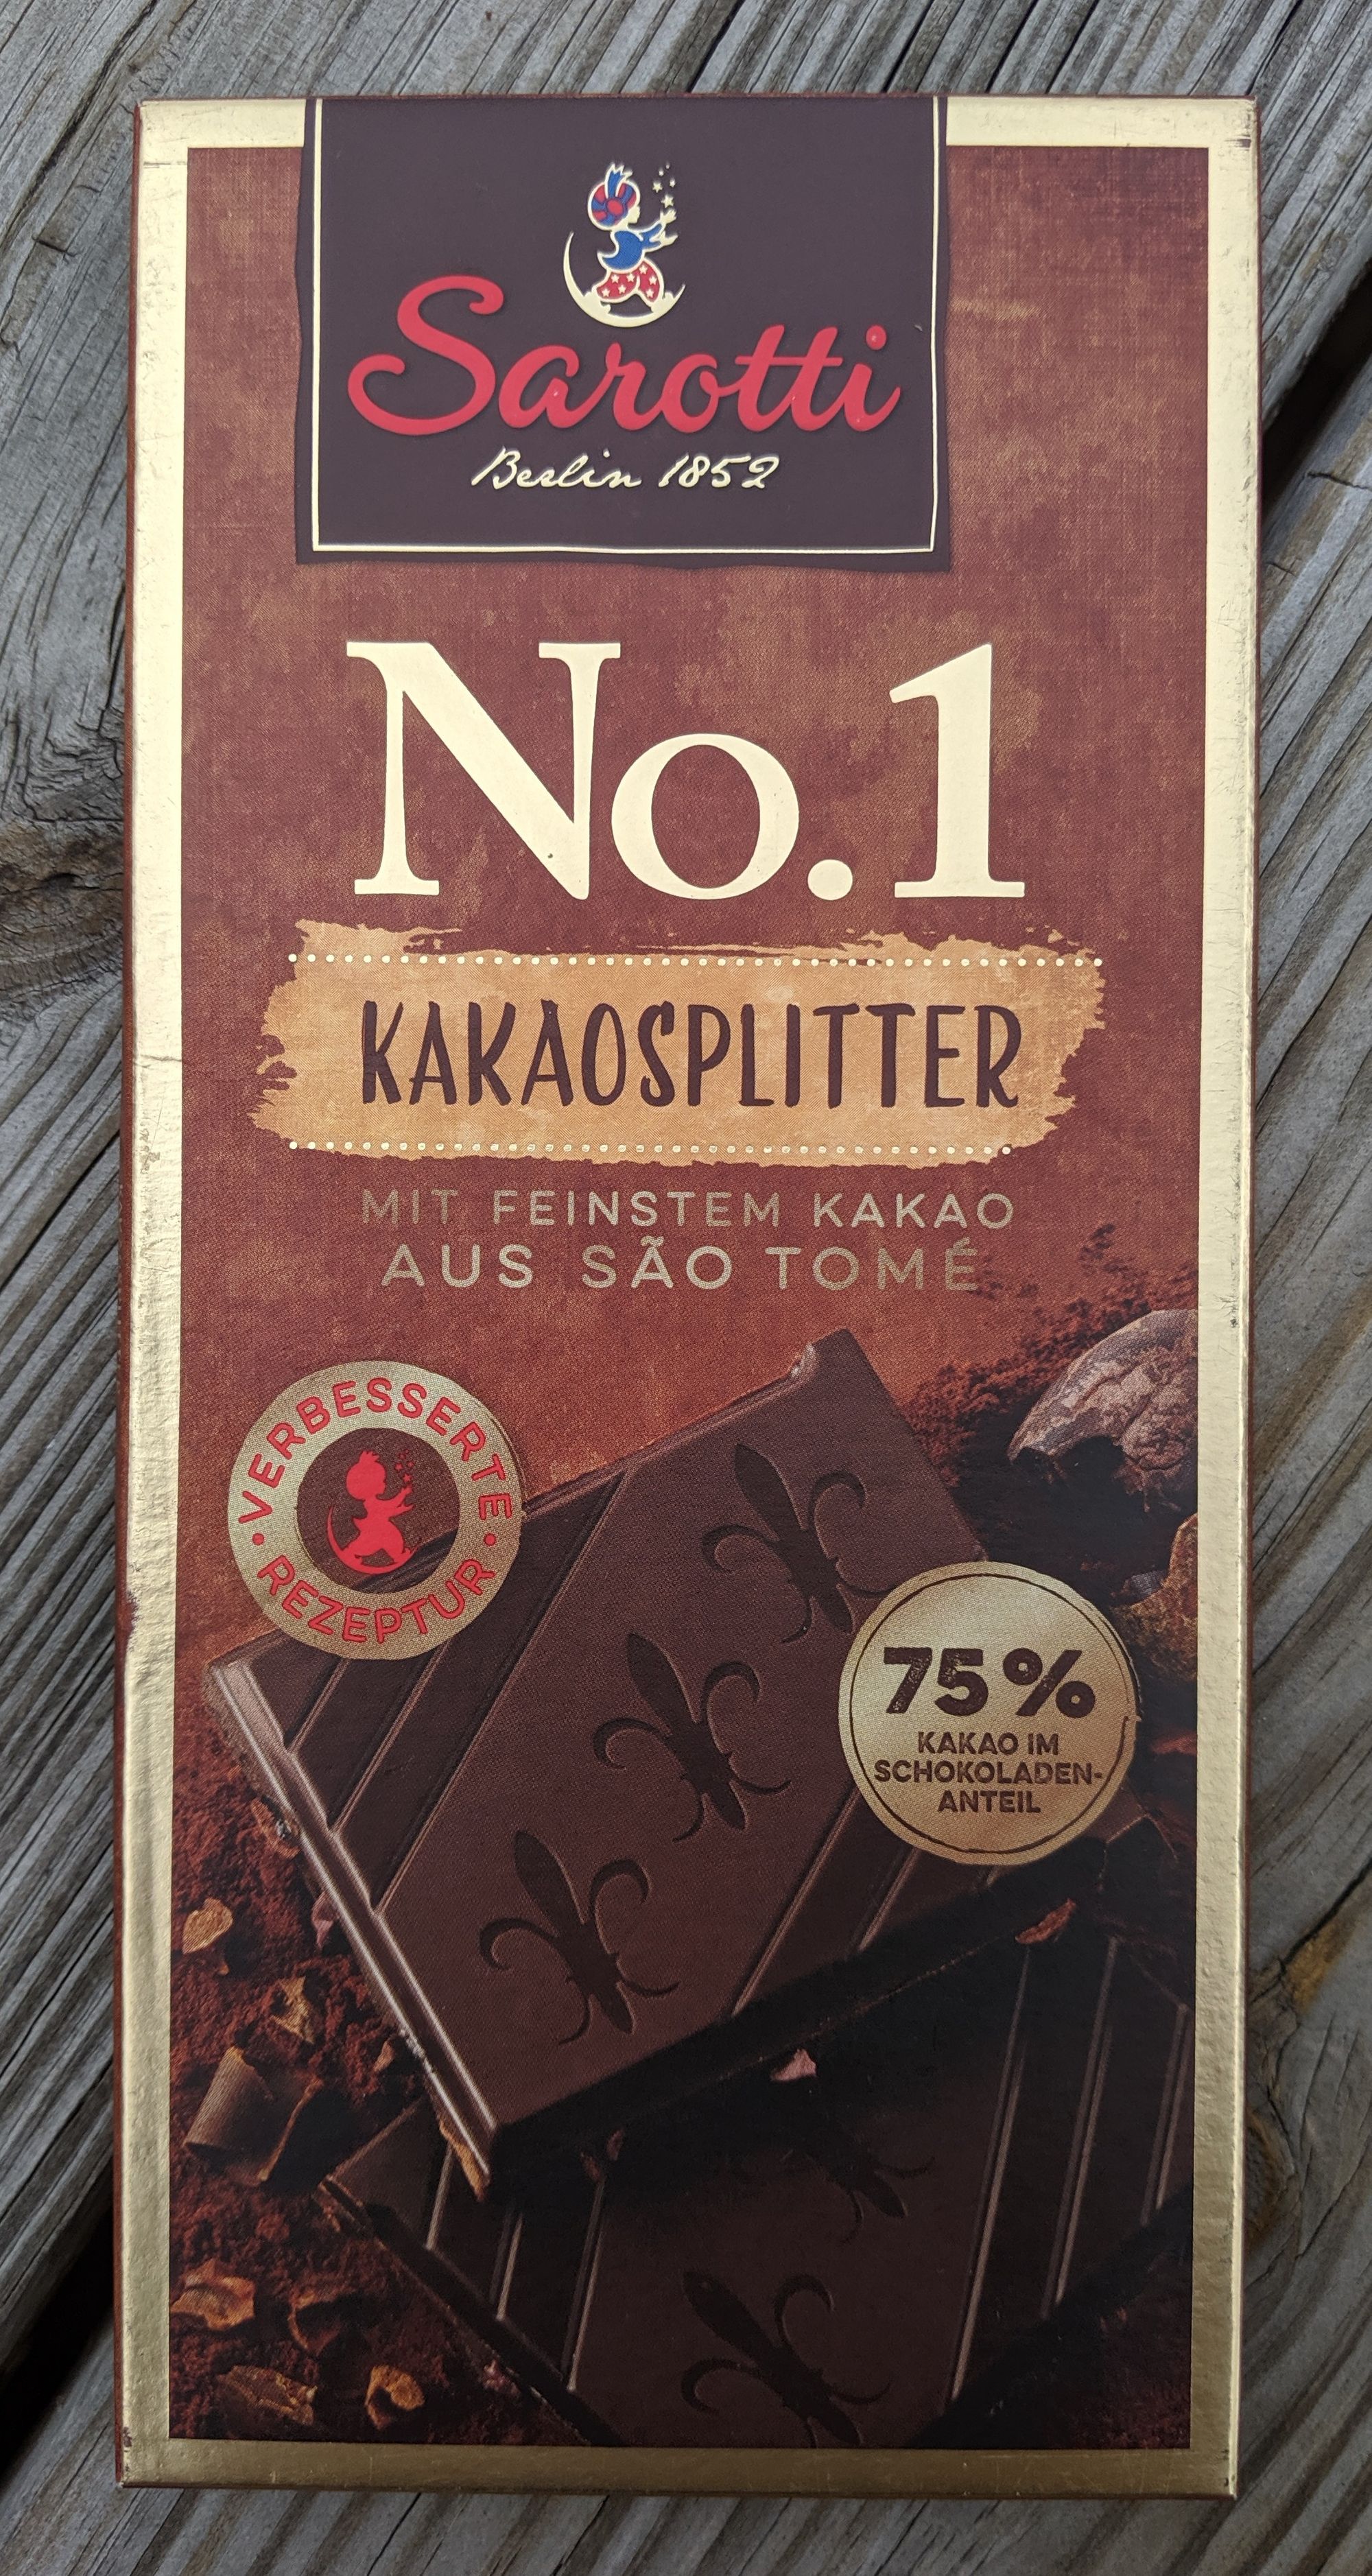 Sarotti
Berlin 1852
No.1
KAKAOSPLITTER
MIT FEINSTEM KAKAO
AUS SÃO TOMÉ
• VERBESSERTE •
REZEPTUR
75%
KAKAO IM
SCHOKOLADEN-
ANTEIL